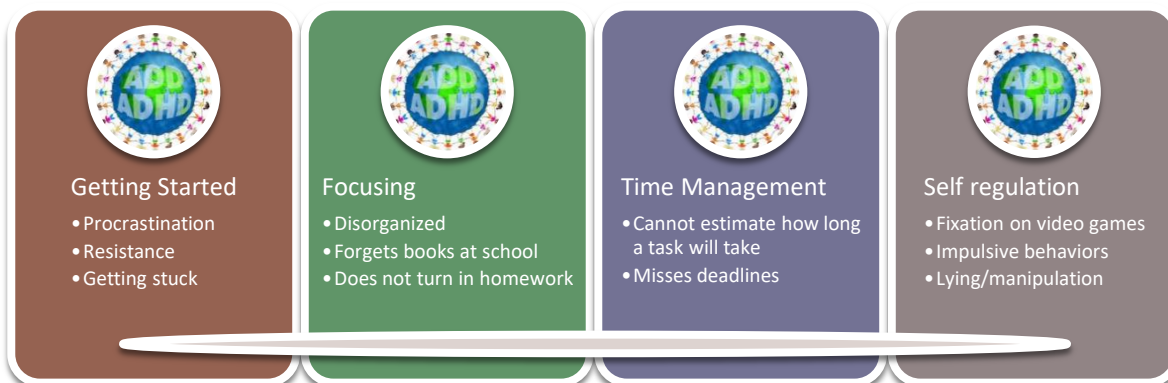 ADD
ADHD
Getting Started
•Procrastination
•Resistance
•Getting stuck
ADD
ADHD
Focusing
•Disorganized
•Forgets books at school
•Does not turn in homework
ADD
ADHD
Time Management
•Cannot estimate how long
a task will take
•Misses deadlines
ADD
ADHD
Self regulation
•Fixation on video games
•Impulsive behaviors
•Lying/manipulation